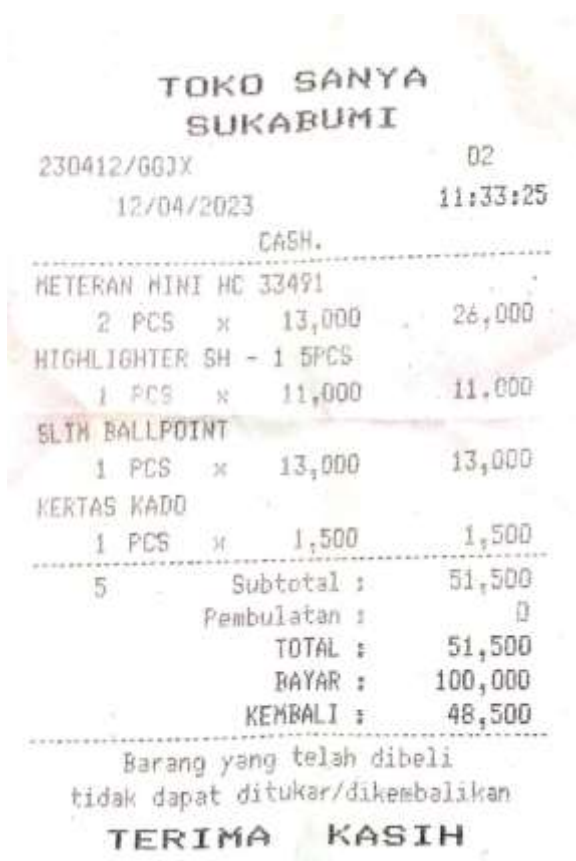 TOKO SANYA
SUKABUMI
230412/GGJX 02
12/04/2023 11:33:25
CASH.
METERAN MINI HC 33491
2 PCS x 13,000 26,000
HIGHLIGHTER SH - 1 5PCS
1 PCS x 11,000 11,000
SLTM BALLPOINT
1 PCS x 13,000 13,000
KERTAS KADO
1 PCS x 1,500 1,500
5 Subtotal : 51,500
Pembulatan : 0
TOTAL : 51,500
BAYAR : 100,000
KEMBALI : 48,500
Barang yang telah dibeli
tidak dapat ditukar/dikembalikan
TERIMA KASIH